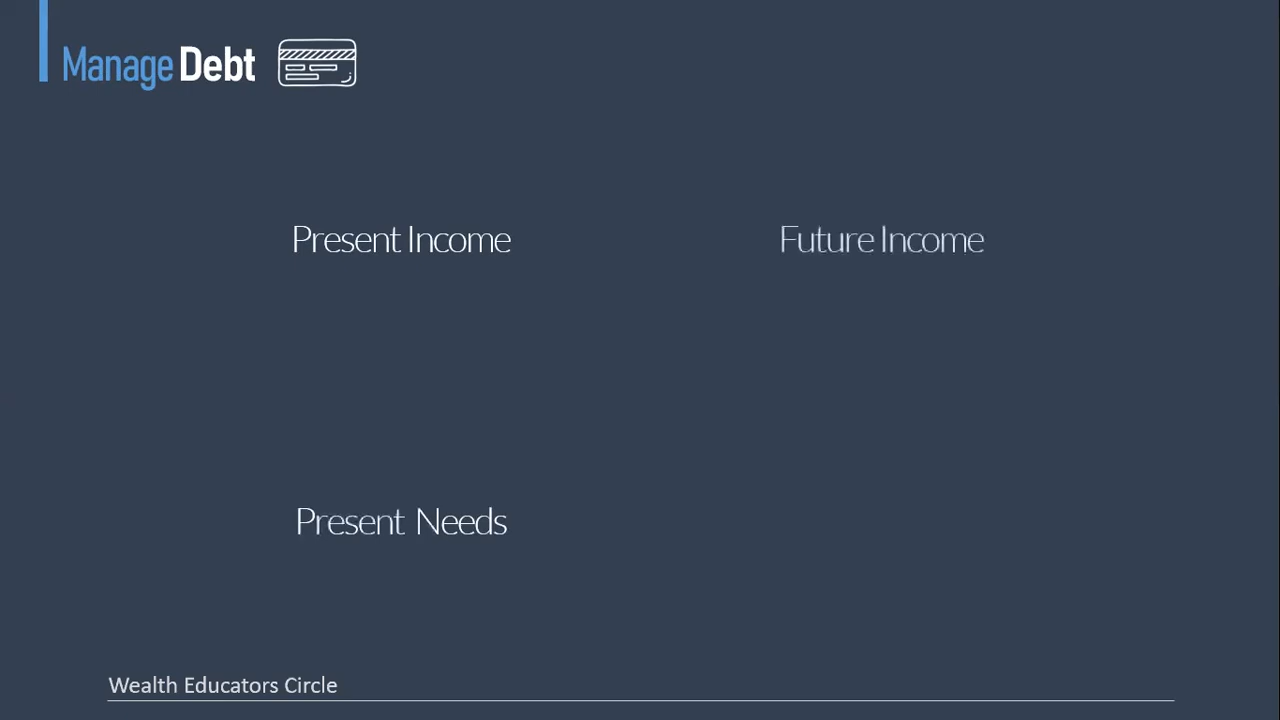 Manage Debt
Present Income
Future Income
Present Needs
Wealth Educators Circle